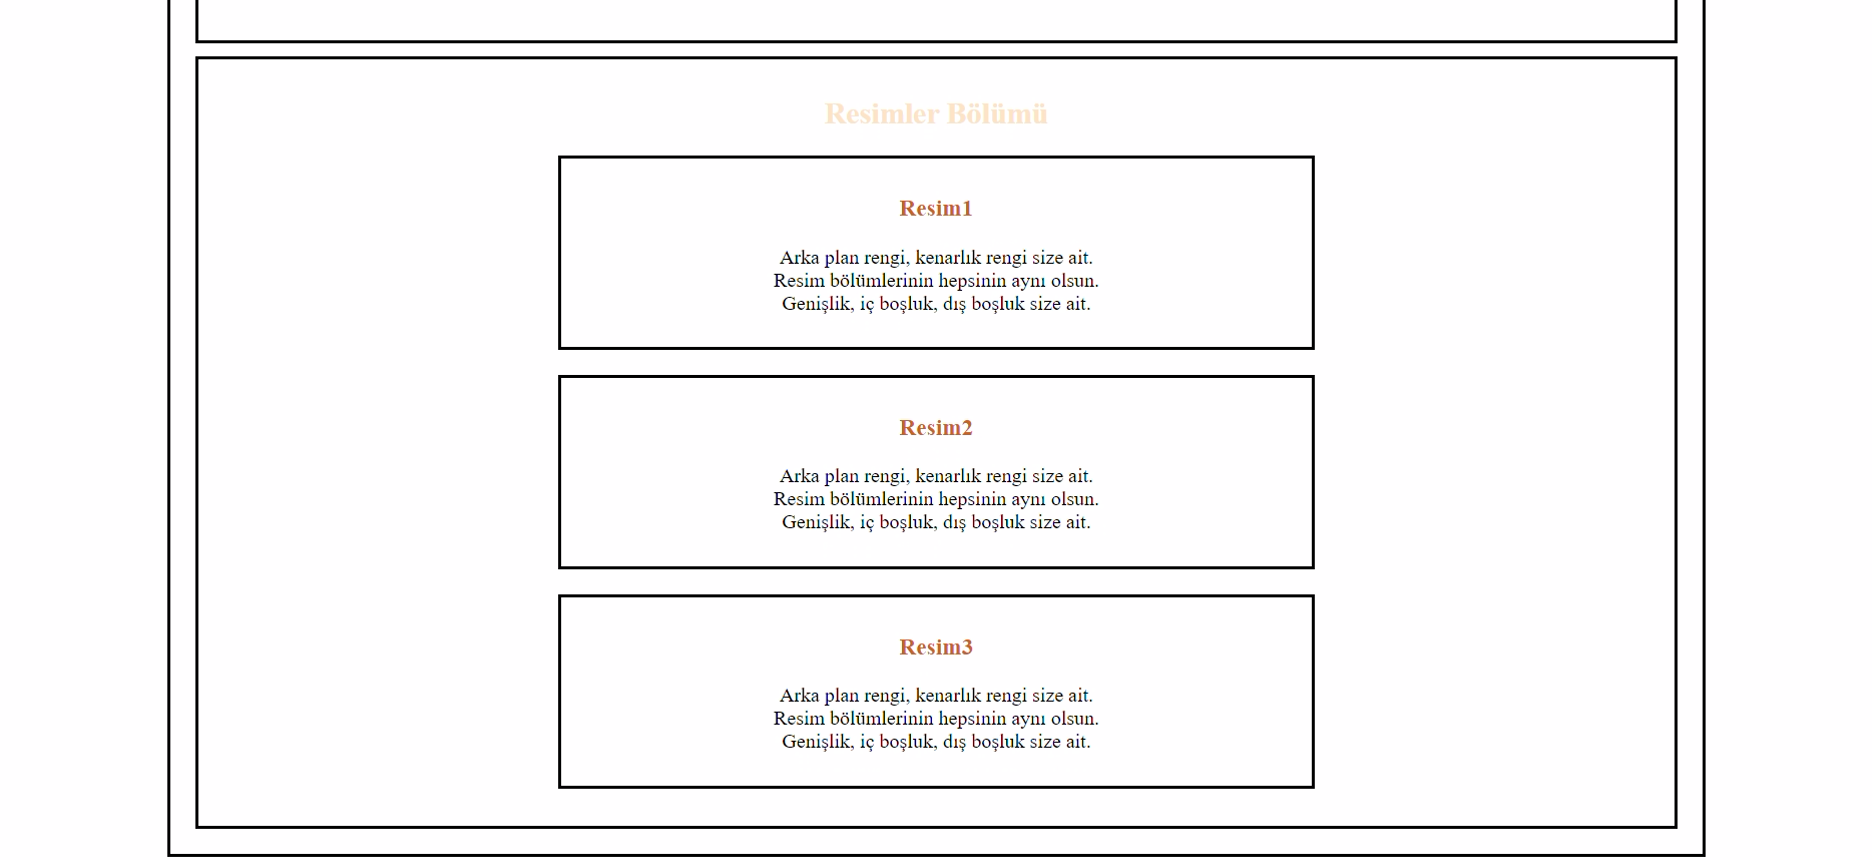 Resimler Bölümü
Resim1
Arka plan rengi, kenarlık rengi size ait.
Resim bölümlerinin hepsinin aynı olsun.
Genişlik, iç boşluk, dış boşluk size ait.
Resim2
Arka plan rengi, kenarlık rengi size ait.
Resim bölümlerinin hepsinin aynı olsun.
Genişlik, iç boşluk, dış boşluk size ait.
Resim3
Arka plan rengi, kenarlık rengi size ait.
Resim bölümlerinin hepsinin aynı olsun.
Genişlik, iç boşluk, dış boşluk size ait.